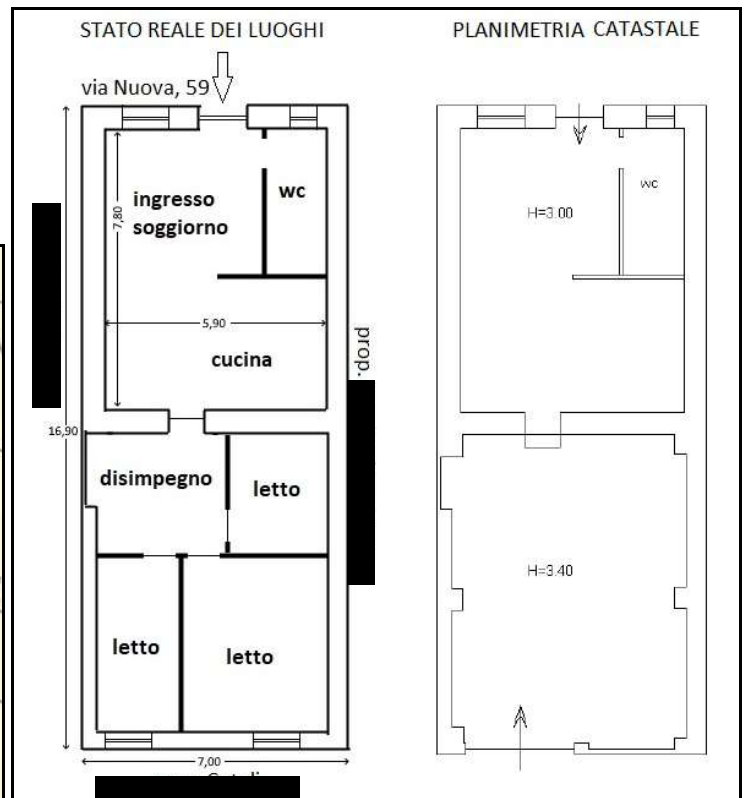 STATO REALE DEI LUOGHI
via Nuova, 59
ingresso
soggiorno
wc
7,80
5,90
cucina
prop.
16,90
disimpegno
letto
letto
letto
7,00
PLANIMETRIA CATASTALE
H=3.00
wc
H=3.40